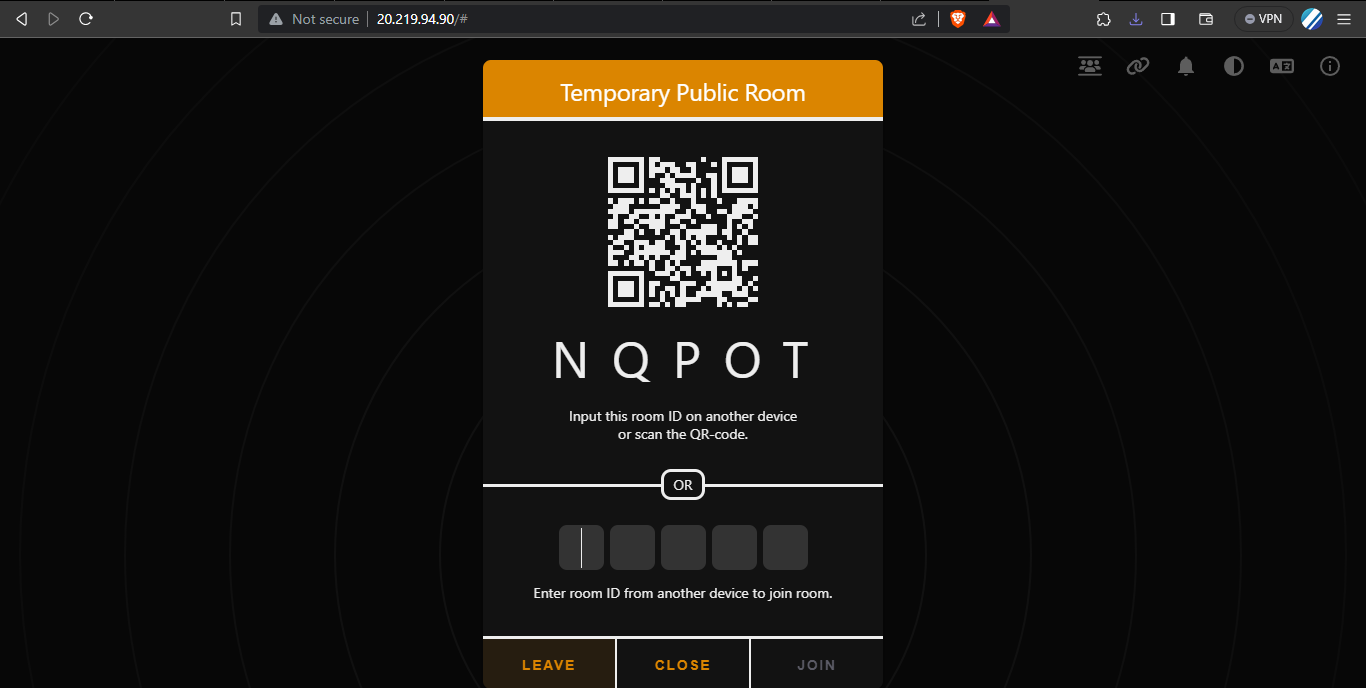 Not secure 20.219.94.90/# VPN
Temporary Public Room
N Q P O T
Input this room ID on another device
or scan the QR-code.
OR
Enter room ID from another device to join room.
LEAVE CLOSE JOIN